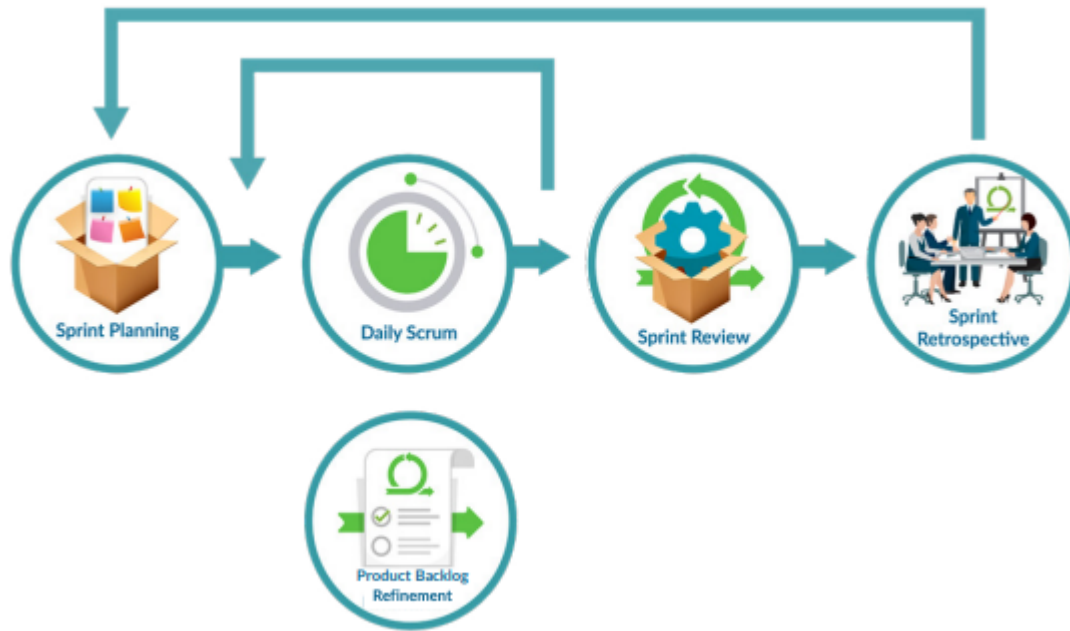 Sprint Planning
Daily Scrum
Sprint Review
Sprint
Retrospective
Product Backlog
Refinement